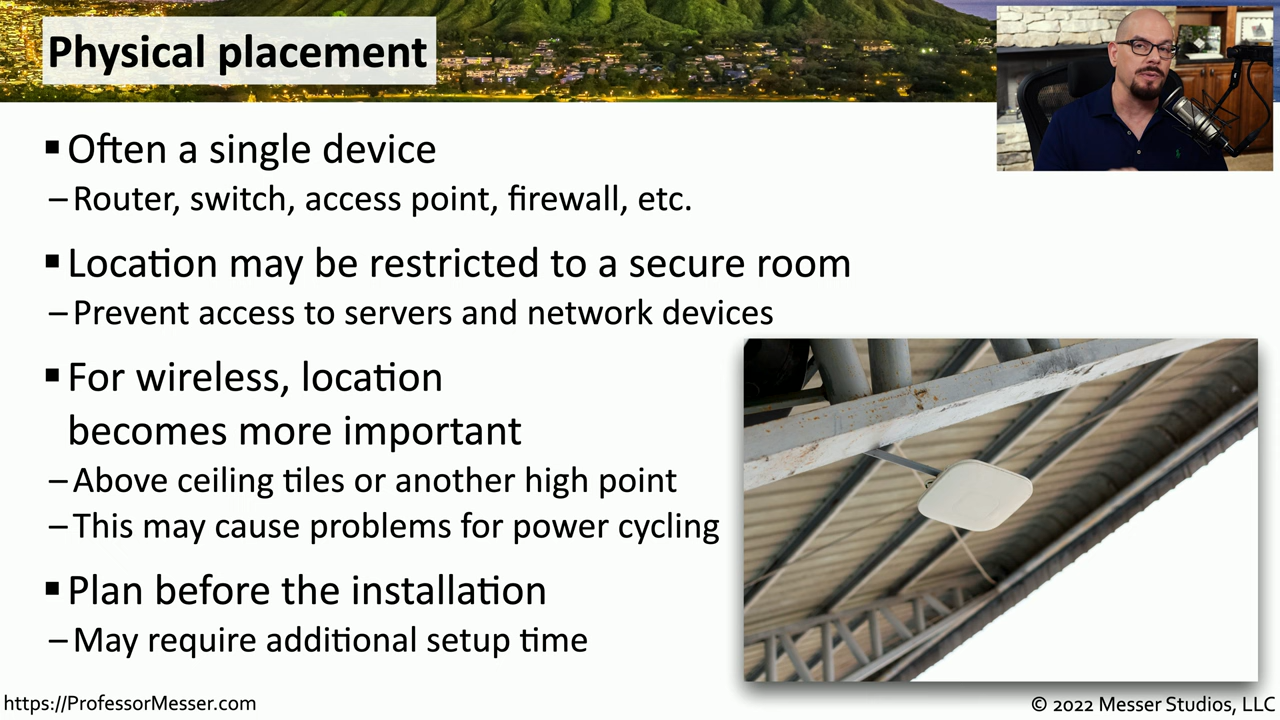 Physical placement
▪ Often a single device
– Router, switch, access point, firewall, etc.
▪ Location may be restricted to a secure room
– Prevent access to servers and network devices
▪ For wireless, location
becomes more important
– Above ceiling tiles or another high point
– This may cause problems for power cycling
▪ Plan before the installation
– May require additional setup time
https://ProfessorMesser.com
© 2022 Messer Studios, LLC